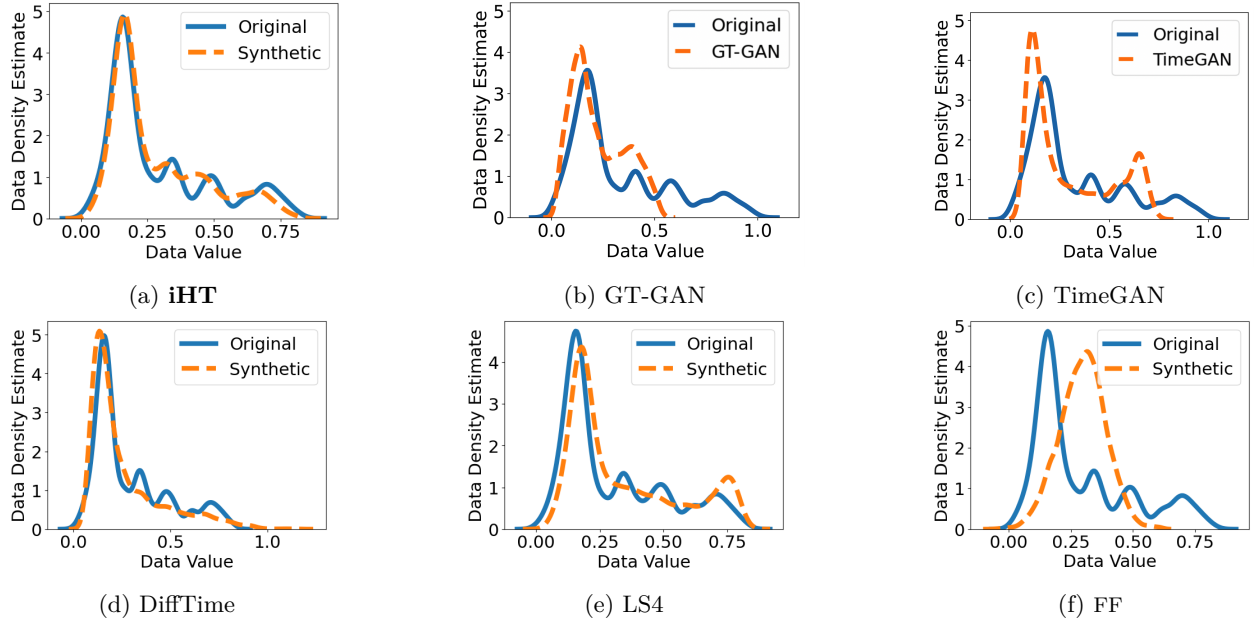 Data Density Estimate
5
4
3
2
1
0
Original
Synthetic
0.00 0.25 0.50 0.75
Data Value
(a) iHT
Data Density Estimate
5
4
3
2
1
0
Original
GT-GAN
0.0 0.5 1.0
Data Value
(b) GT-GAN
Data Density Estimate
5
4
3
2
1
0
Original
TimeGAN
0.0 0.5 1.0
Data Value
(c) TimeGAN
Data Density Estimate
5
4
3
2
1
0
Original
Synthetic
0.0 0.5 1.0
Data Value
(d) DiffTime
Data Density Estimate
5
4
3
2
1
0
Original
Synthetic
0.00 0.25 0.50 0.75
Data Value
(e) LS4
Data Density Estimate
5
4
3
2
1
0
Original
Synthetic
0.00 0.25 0.50 0.75
Data Value
(f) FF